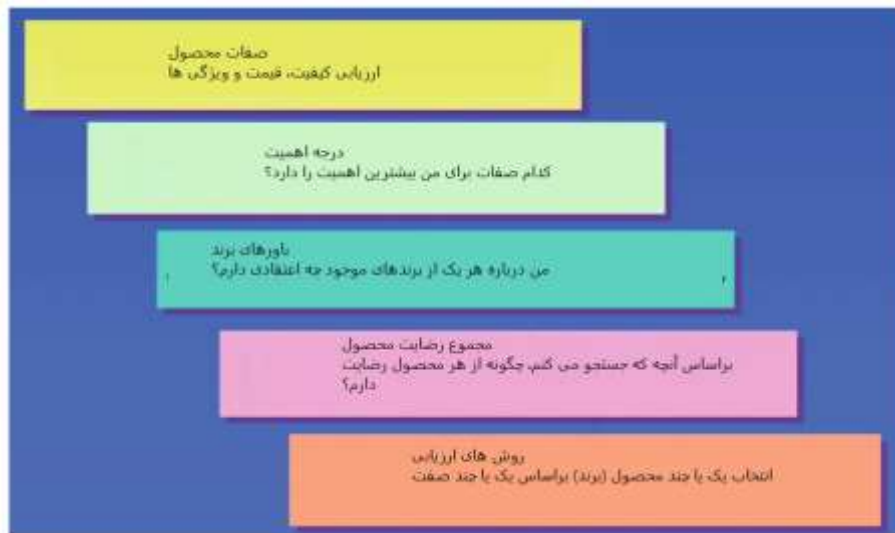 صفات محصول
ارزیابی کیفیت، قیمت و ویژگی ها
درجه اهمیت
کدام صفات برای من بیشترین اهمیت را دارد؟
باورهای برند
من درباره هر یک از برندهای موجود چه اعتقادی دارم؟
مجموع رضایت محصول
براساس آنچه که جستجو می کنم، چگونه از هر محصول رضایت
دارم؟
روش های ارزیابی
انتخاب یک یا چند محصول (برند) براساس یک یا چند صفت